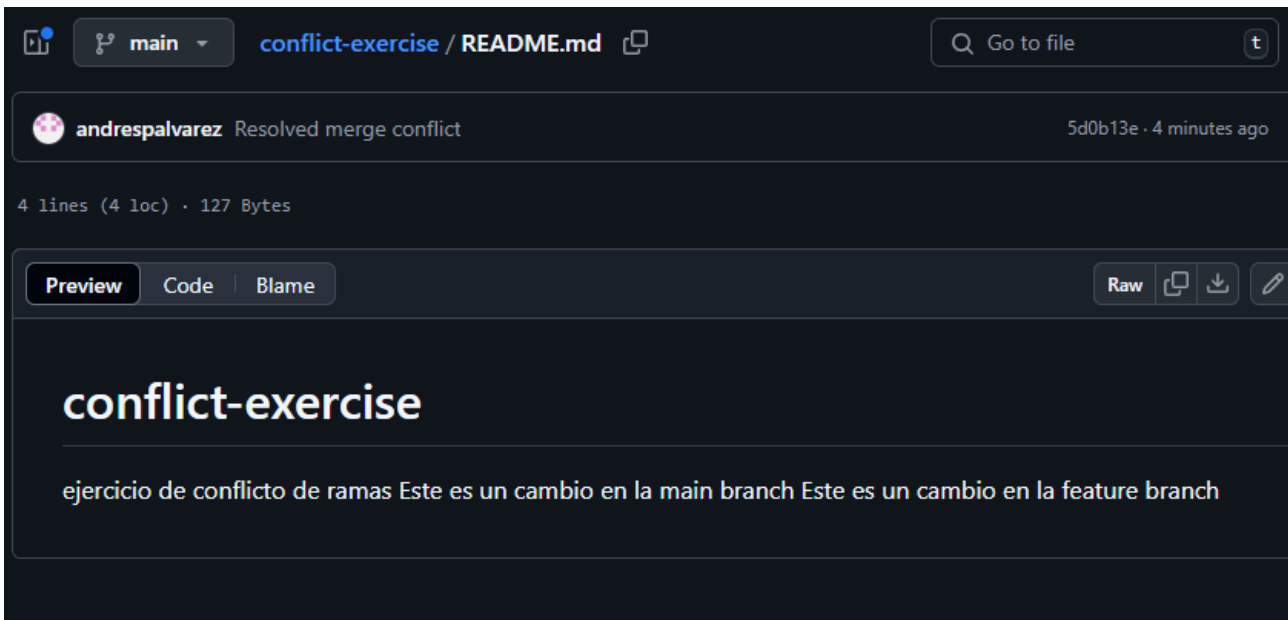 main
conflict-exercise / README.md
Go to file
t
andrespalvarez Resolved merge conflict
5d0b13e · 4 minutes ago
4 lines (4 loc) · 127 Bytes
Preview Code Blame
Raw
conflict-exercise
ejercicio de conflicto de ramas Este es un cambio en la main branch Este es un cambio en la feature branch